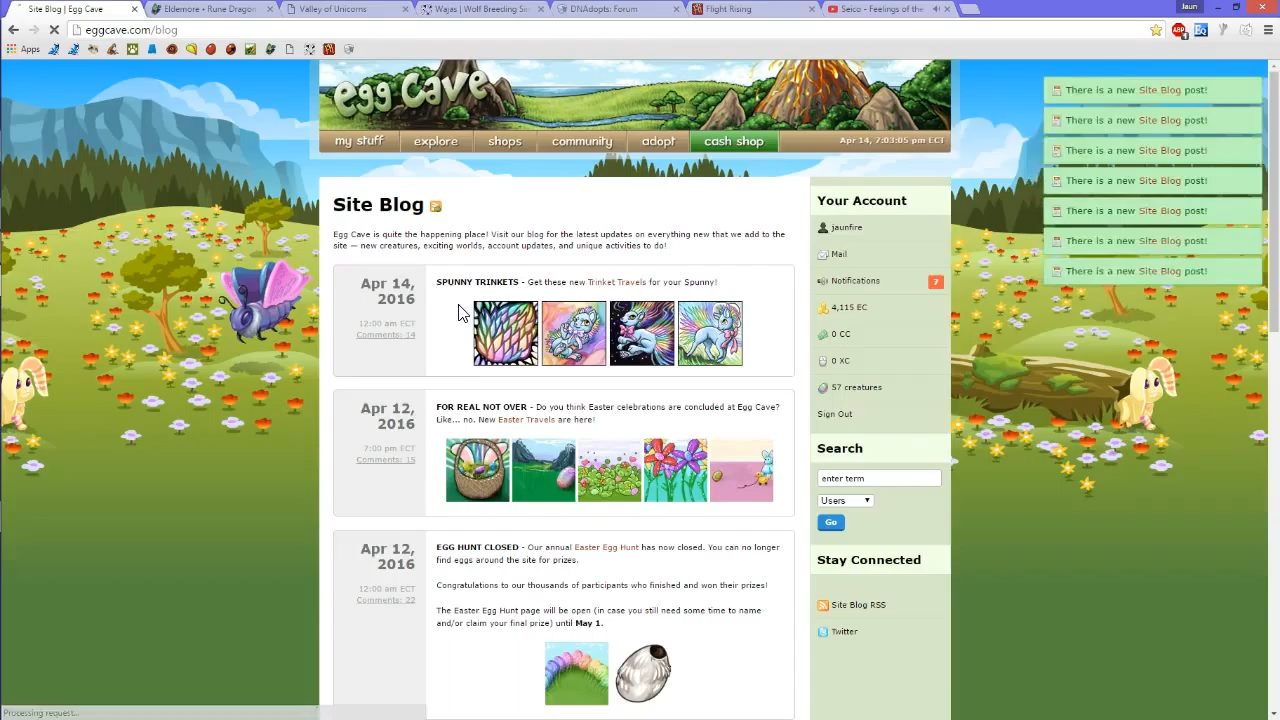 Site Blog | Egg Cave
Eldemore • Rune Dragon
Valley of Unicorns
Wajas | Wolf Breeding Sim
DNAdopts: Forum
Flight Rising
Seico - Feelings of the
Jaun
eggcave.com/blog
Apps
egg Cave
my stuff
explore
shops
community
adopt
cash shop
Apr 14, 7:03:05 pm ECT
There is a new Site Blog post!
There is a new Site Blog post!
There is a new Site Blog post!
There is a new Site Blog post!
There is a new Site Blog post!
There is a new Site Blog post!
There is a new Site Blog post!
Site Blog
Egg Cave is quite the happening place! Visit our blog for the latest updates on everything new that we add to the
site — new creatures, exciting worlds, account updates, and unique activities to do!
Apr 14,
2016
12:00 am ECT
Comments: 14
SPUNNY TRINKETS - Get these new Trinket Travels for your Spunny!
Apr 12,
2016
7:00 pm ECT
Comments: 15
FOR REAL NOT OVER - Do you think Easter celebrations are concluded at Egg Cave?
Like... no. New Easter Travels are here!
Apr 12,
2016
12:00 am ECT
Comments: 22
EGG HUNT CLOSED - Our annual Easter Egg Hunt has now closed. You can no longer
find eggs around the site for prizes.
Congratulations to our thousands of participants who finished and won their prizes!
The Easter Egg Hunt page will be open (in case you still need some time to name
and/or claim your final prize) until May 1.
Your Account
jaunfire
Mail
Notifications 7
4,115 EC
0 CC
0 XC
57 creatures
Sign Out
Search
enter term
Users
Go
Stay Connected
Site Blog RSS
Twitter
Processing request...